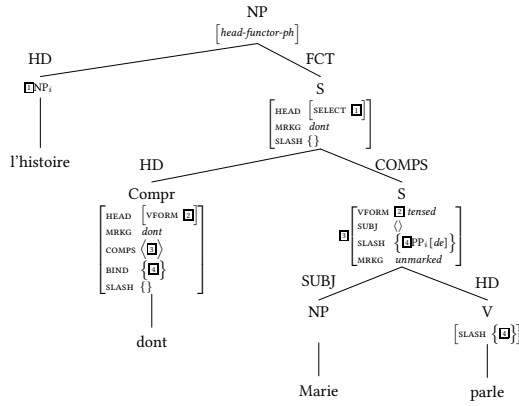 NP
[head-functor-ph]
HD FCT
1 NPi S
[HEAD [SELECT 1]
MRKG dont
SLASH {}]
l'histoire
HD COMPS
Compr S
[HEAD [VFORM 2]
MRKG dont
COMPS ⟨3⟩
BIND {4}
SLASH {}]
3 [VFORM 2 tensed
SUBJ ⟨⟩
SLASH {4 PPi[de]}
MRKG unmarked]
SUBJ HD
NP V
[SLASH {4}]
dont
Marie parle